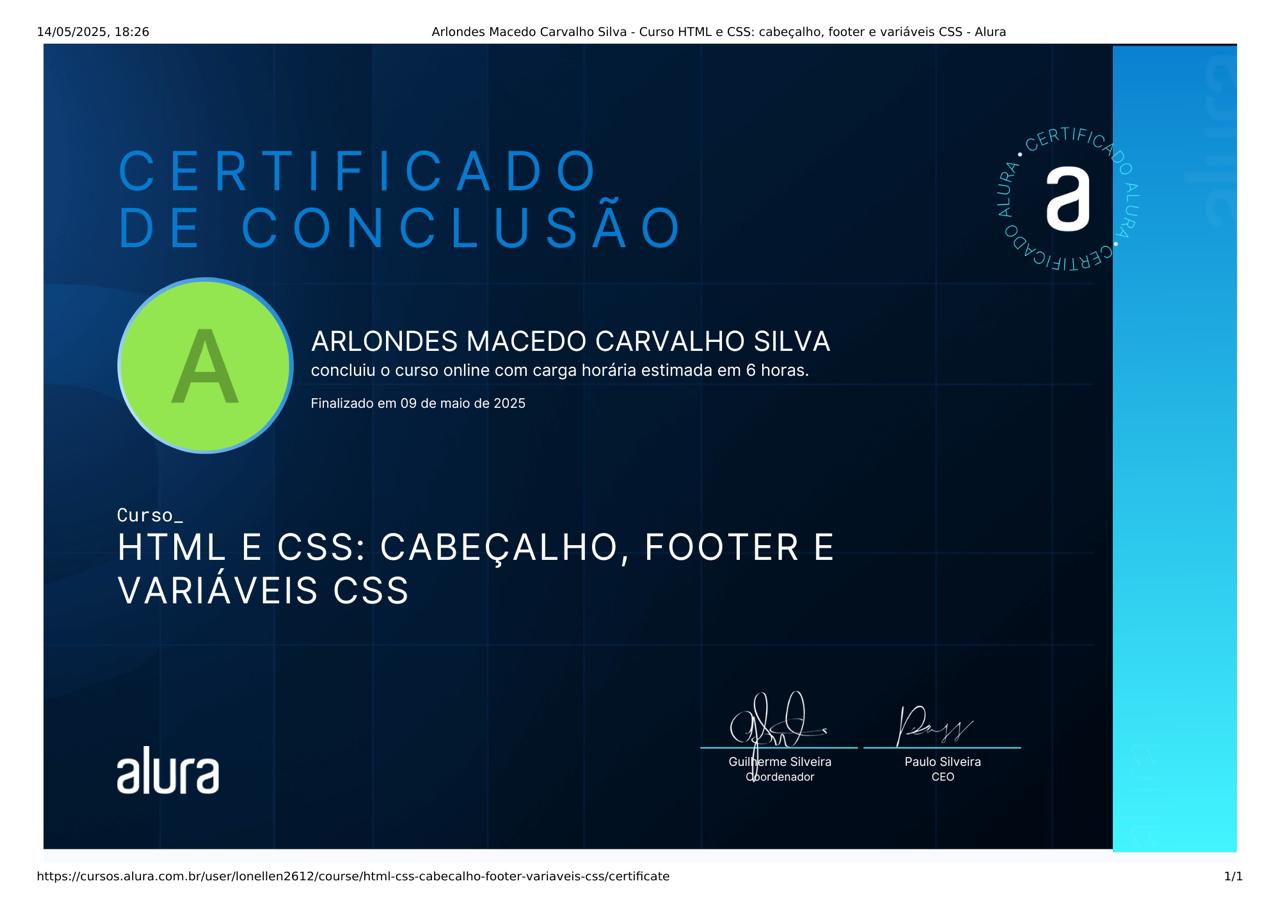 14/05/2025, 18:26
Arlondes Macedo Carvalho Silva - Curso HTML e CSS: cabeçalho, footer e variáveis CSS - Alura
alura
CERTIFICADO
DE CONCLUSÃO
CERTIFICADO ALURA • CERTIFICADO ALURA •
a
A
ARLONDES MACEDO CARVALHO SILVA
concluiu o curso online com carga horária estimada em 6 horas.
Finalizado em 09 de maio de 2025
Curso_
HTML E CSS: CABEÇALHO, FOOTER E
VARIÁVEIS CSS
alura
Guilherme Silveira
Coordenador
Paulo Silveira
CEO
alura
https://cursos.alura.com.br/user/lonellen2612/course/html-css-cabecalho-footer-variaveis-css/certificate
1/1